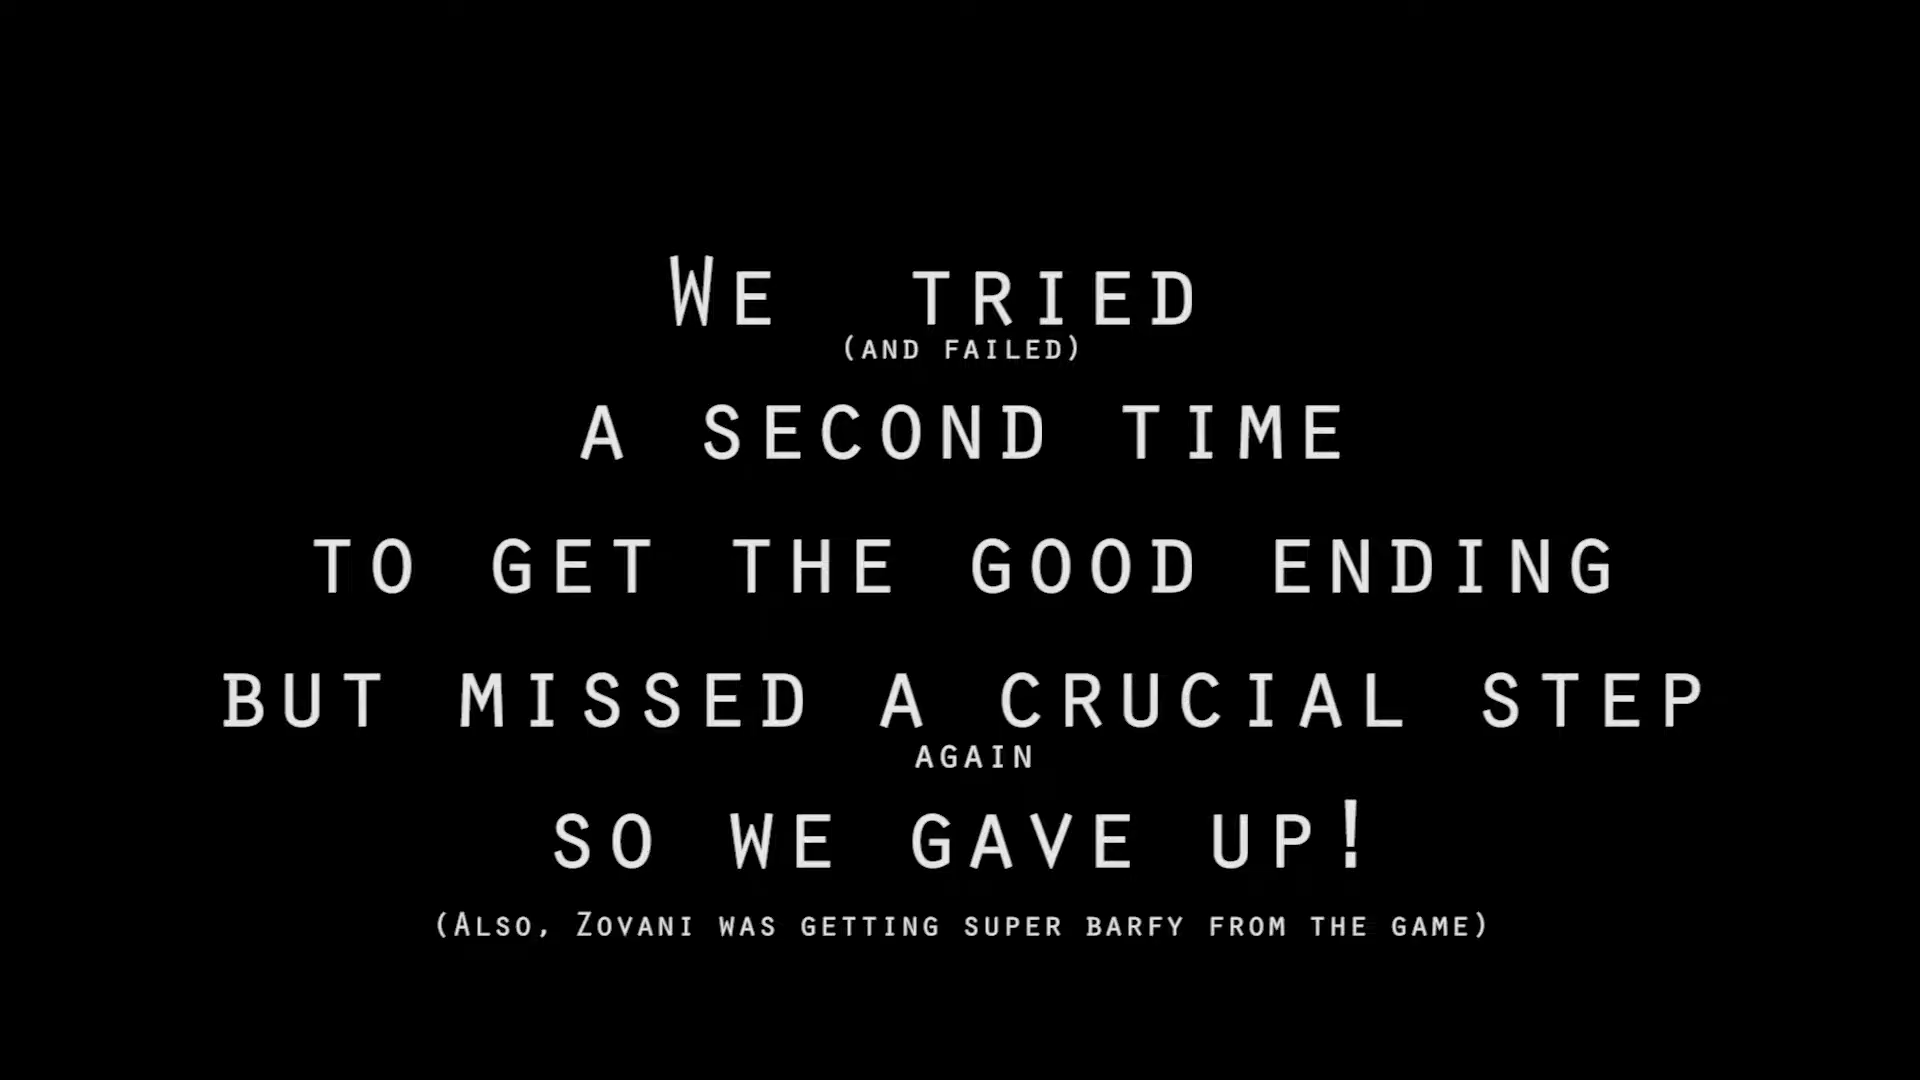 We tried
(and failed)
a second time
to get the good ending
but missed a crucial step
again
so we gave up!
(Also, Zovani was getting super barfy from the game)